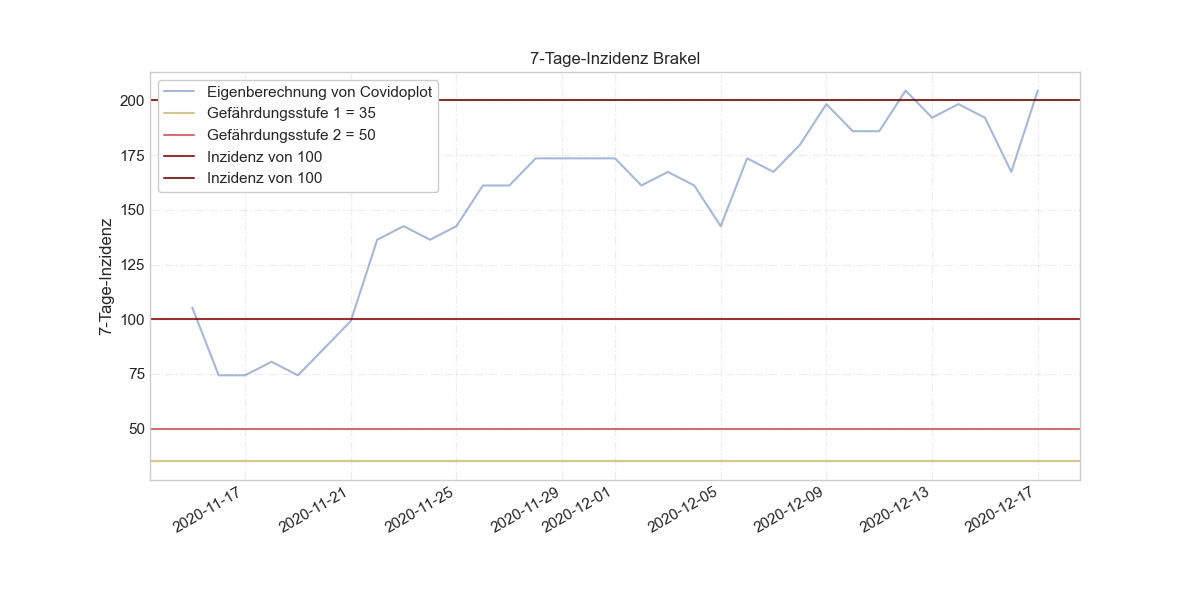 7-Tage-Inzidenz Brakel
Eigenberechnung von Covidoplot
Gefährdungsstufe 1 = 35
Gefährdungsstufe 2 = 50
Inzidenz von 100
Inzidenz von 100
7-Tage-Inzidenz
200
175
150
125
100
75
50
2020-11-17
2020-11-21
2020-11-25
2020-11-29
2020-12-01
2020-12-05
2020-12-09
2020-12-13
2020-12-17